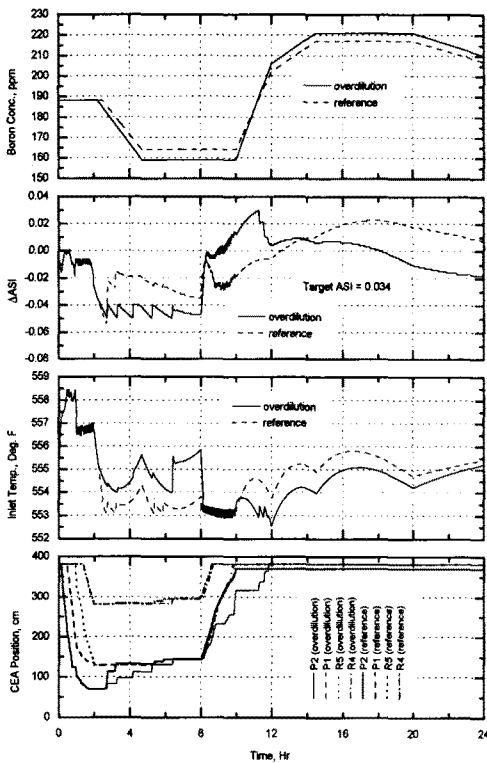 Boron Conc., ppm
230
220
210
200
190
180
170
160
150
overdilution
reference
ΔASI
0.04
0.02
0.00
-0.02
-0.04
-0.06
-0.08
Target ASI = 0.034
overdilution
reference
Inlet Temp., Deg. F
559
558
557
556
555
554
553
552
overdilution
reference
CEA Position, cm
400
300
200
100
0
P2 (overdilution)
P1 (overdilution)
R5 (overdilution)
R4 (overdilution)
P2 (reference)
P1 (reference)
R5 (reference)
R4 (reference)
0 4 8 12 16 20 24
Time, Hr